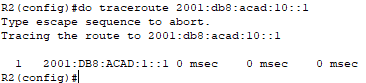 R2(config)#do traceroute 2001:db8:acad:10::1
Type escape sequence to abort.
Tracing the route to 2001:db8:acad:10::1

1 2001:DB8:ACAD:1::1 0 msec 0 msec 0 msec
R2(config)#